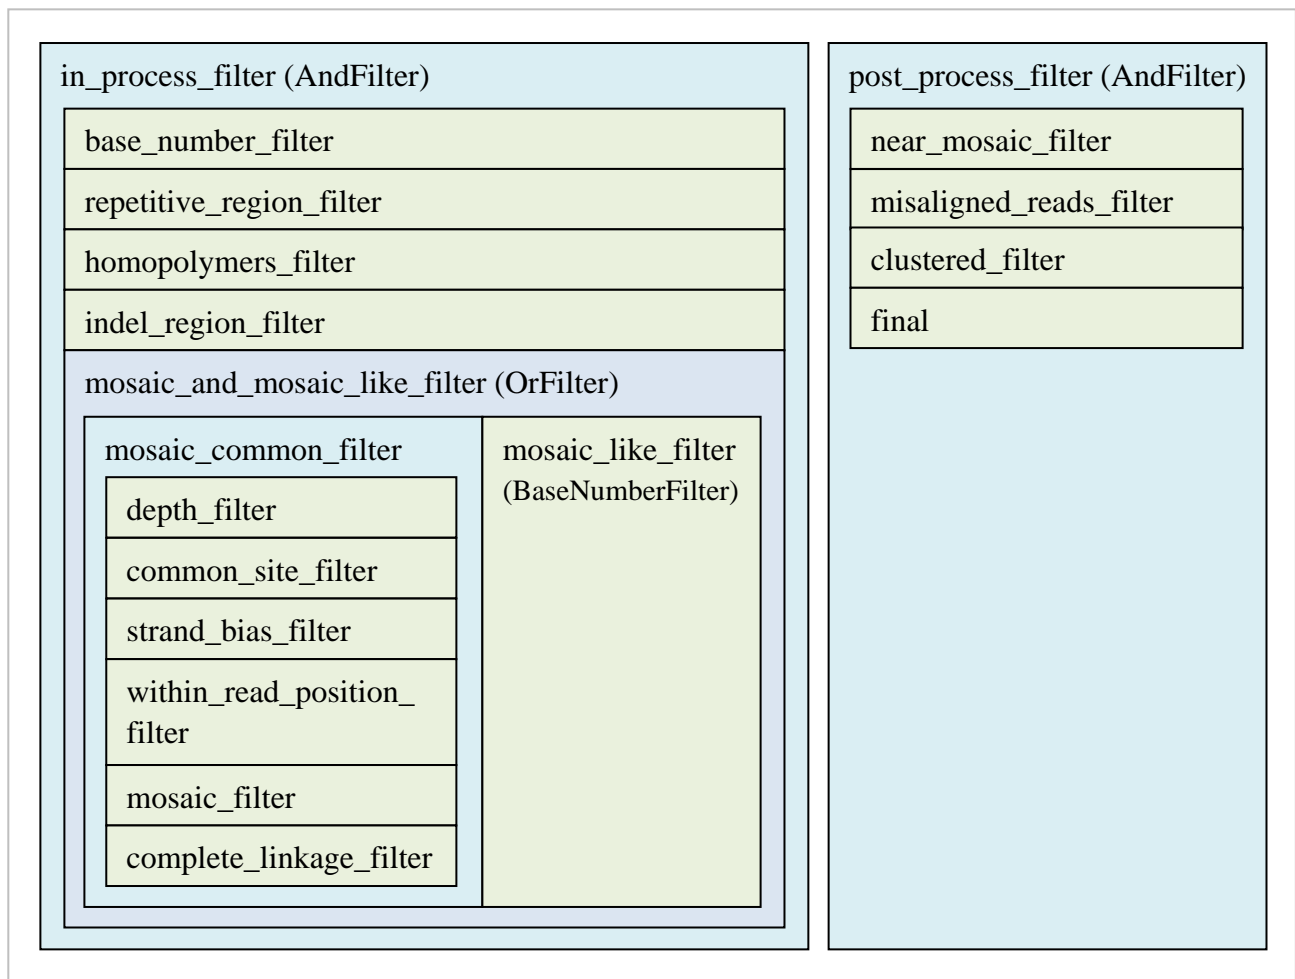 in_process_filter (AndFilter)
base_number_filter
repetitive_region_filter
homopolymers_filter
indel_region_filter
mosaic_and_mosaic_like_filter (OrFilter)
mosaic_common_filter
depth_filter
common_site_filter
strand_bias_filter
within_read_position_
filter
mosaic_filter
complete_linkage_filter
mosaic_like_filter
(BaseNumberFilter)
post_process_filter (AndFilter)
near_mosaic_filter
misaligned_reads_filter
clustered_filter
final